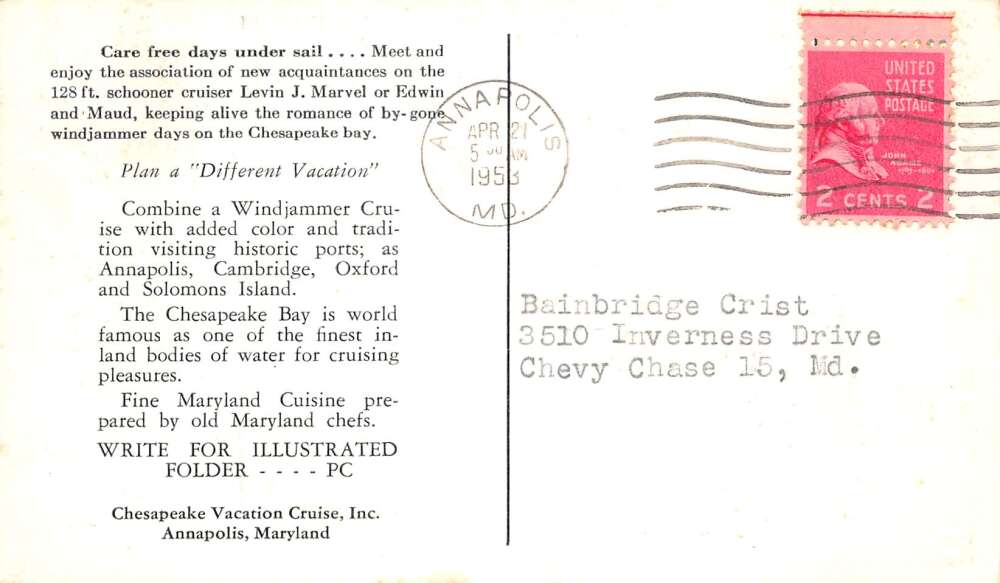 Care free days under sail . . . . Meet and
enjoy the association of new acquaintances on the
128 ft. schooner cruiser Levin J. Marvel or Edwin
and Maud, keeping alive the romance of by-gone
windjammer days on the Chesapeake bay.
Plan a "Different Vacation"
Combine a Windjammer Cru-
ise with added color and tradi-
tion visiting historic ports; as
Annapolis, Cambridge, Oxford
and Solomons Island.
The Chesapeake Bay is world
famous as one of the finest in-
land bodies of water for cruising
pleasures.
Fine Maryland Cuisine pre-
pared by old Maryland chefs.
WRITE FOR ILLUSTRATED
FOLDER - - - - PC
Chesapeake Vacation Cruise, Inc.
Annapolis, Maryland
ANNAPOLIS
APR 21
5 AM
1953
MD.
UNITED
STATES
POSTAGE
JOHN
ADAMS
2 CENTS 2
Bainbridge Crist
3510 Inverness Drive
Chevy Chase 15, Md.